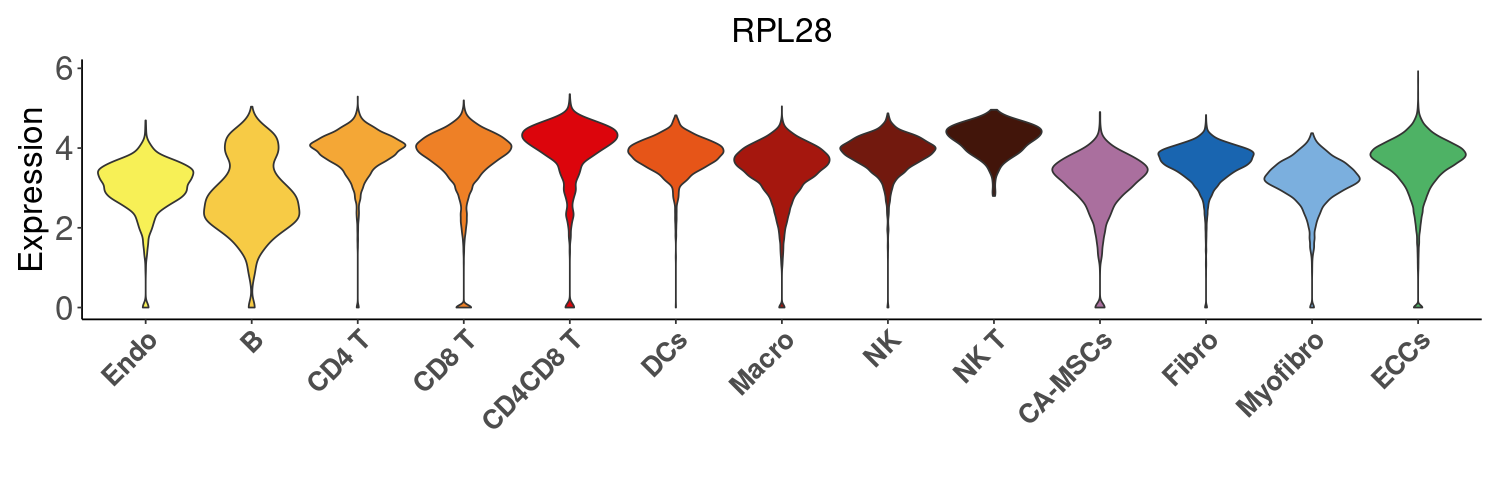 RPL28
Expression
6
4
2
0
Endo
B
CD4 T
CD8 T
CD4CD8 T
DCs
Macro
NK
NK T
CA-MSCs
Fibro
Myofibro
ECCs